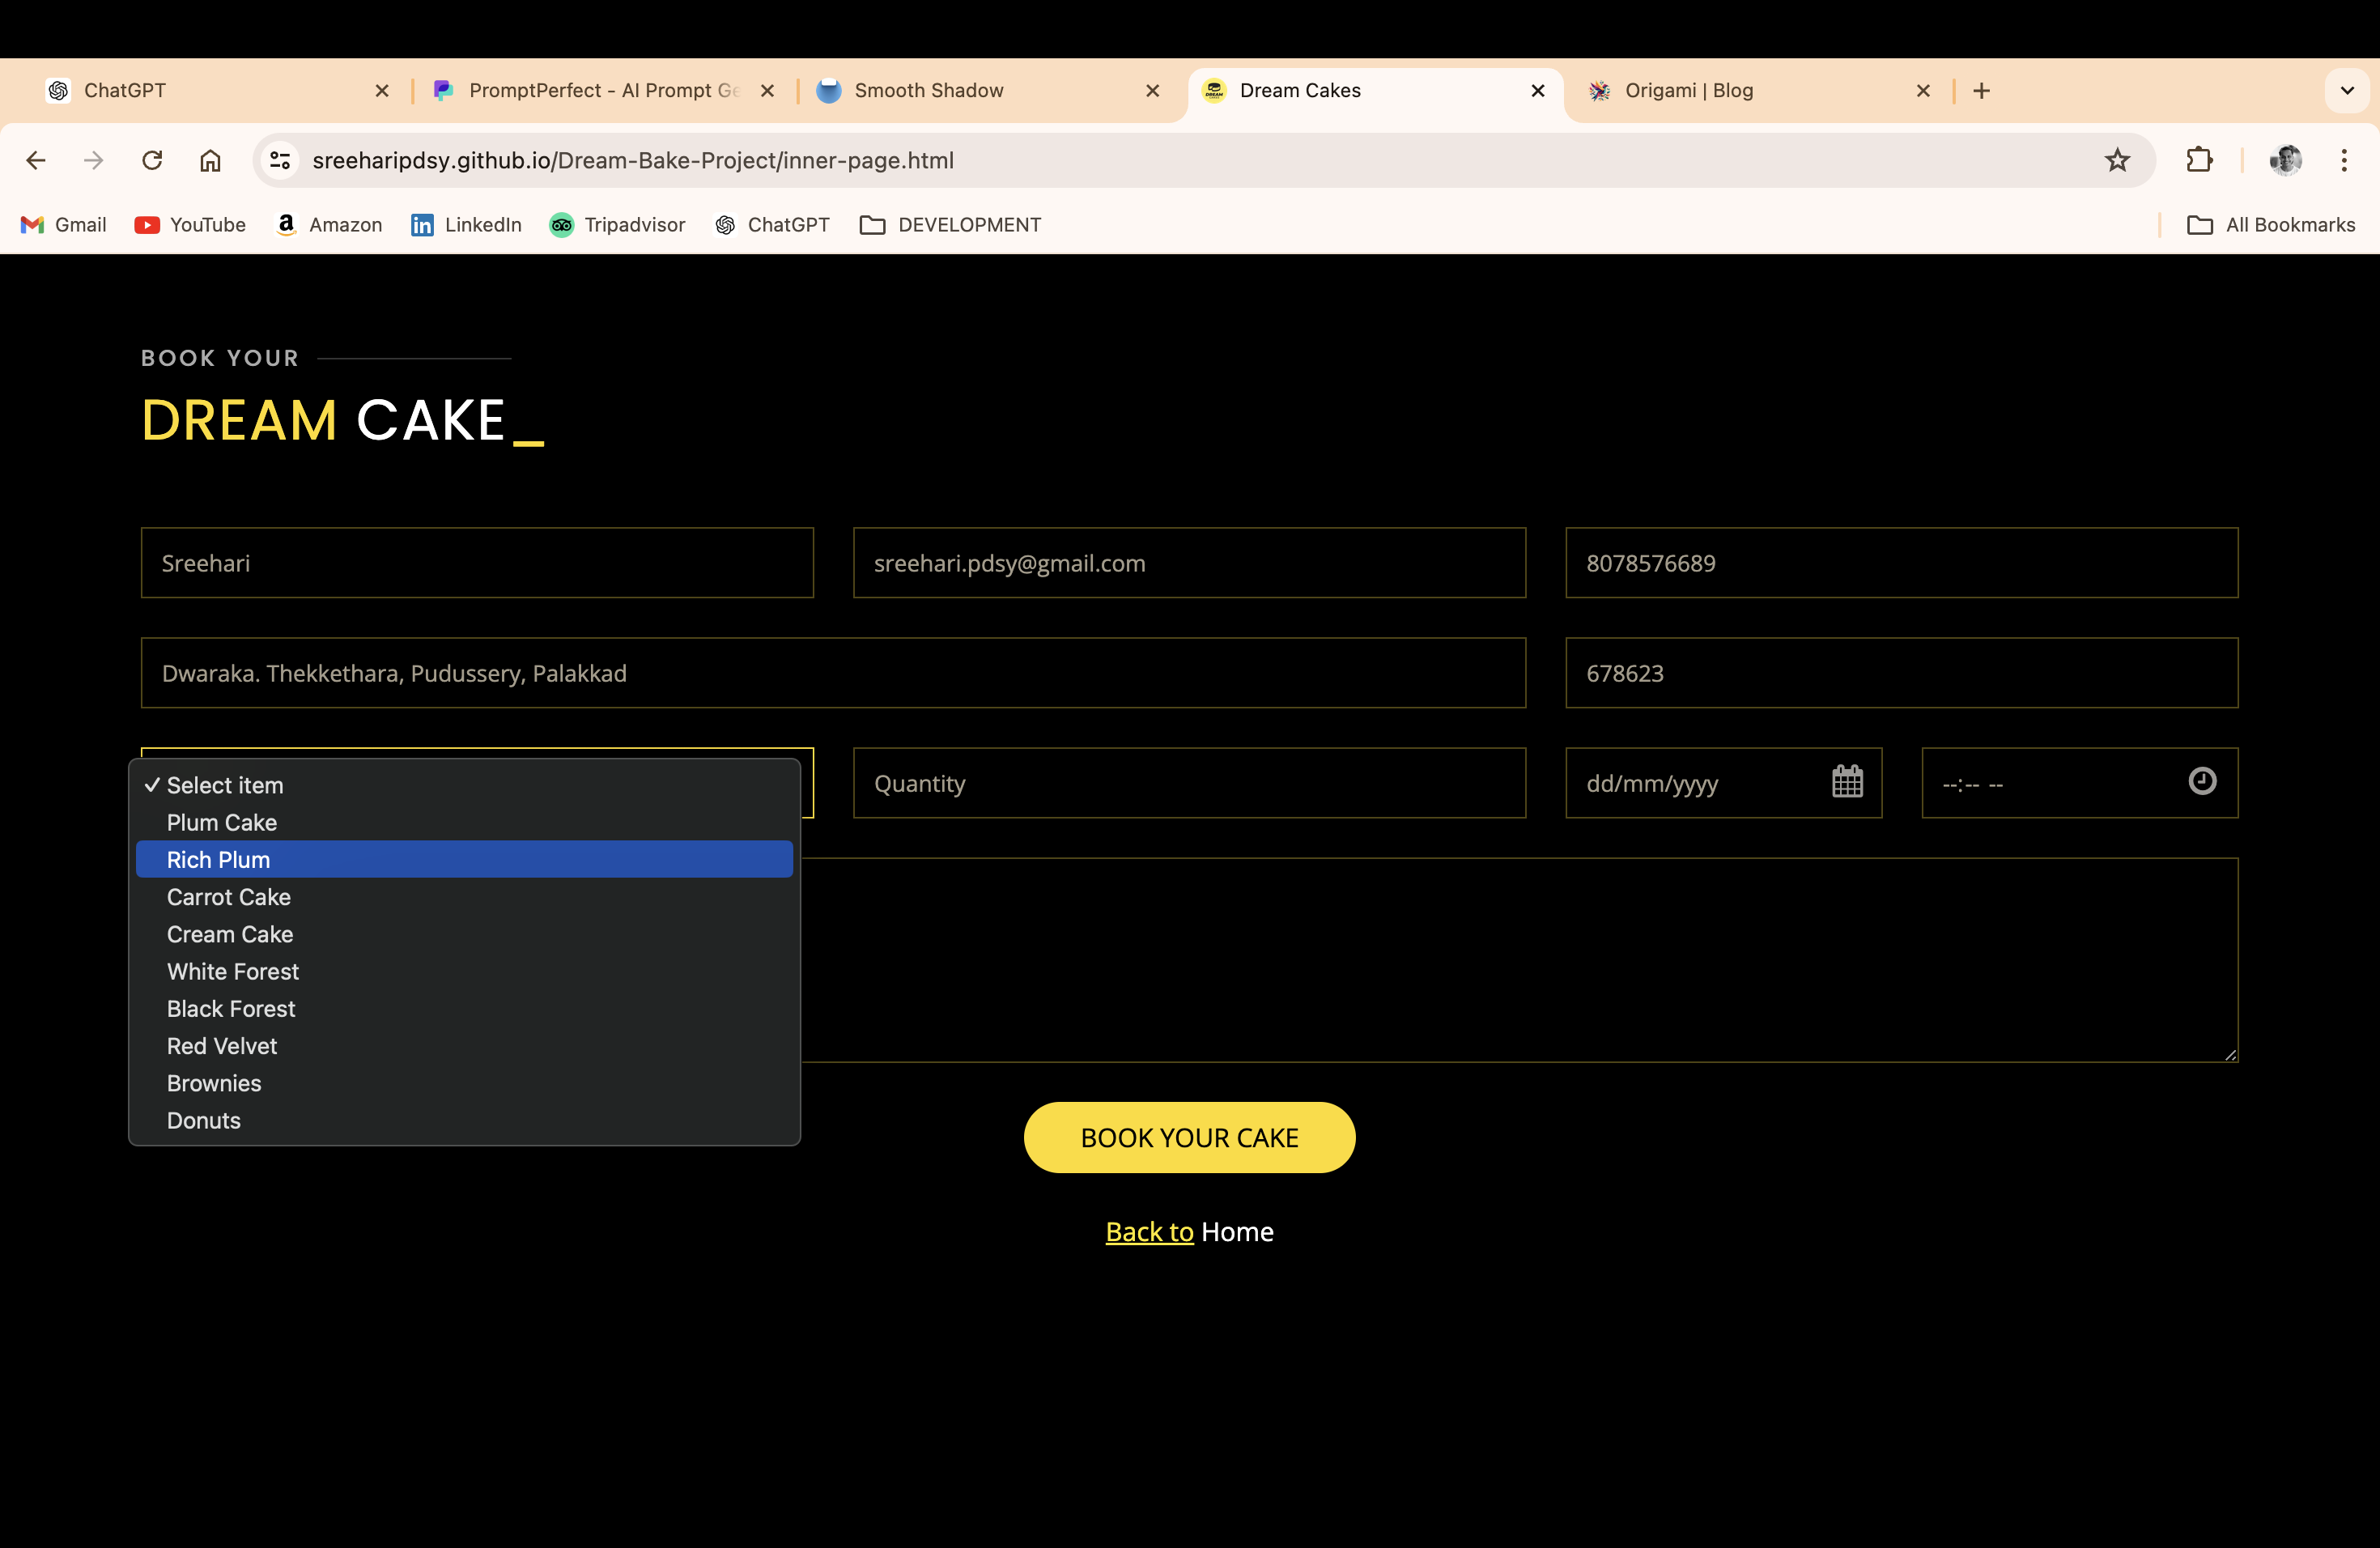 ChatGPT
PromptPerfect - AI Prompt Ge
Smooth Shadow
Dream Cakes
Origami | Blog
sreeharipdsy.github.io/Dream-Bake-Project/inner-page.html
Gmail
YouTube
Amazon
LinkedIn
Tripadvisor
ChatGPT
DEVELOPMENT
All Bookmarks
BOOK YOUR
DREAM CAKE_
Sreehari
sreehari.pdsy@gmail.com
8078576689
Dwaraka. Thekkethara, Pudussery, Palakkad
678623
✓ Select item
Plum Cake
Rich Plum
Carrot Cake
Cream Cake
White Forest
Black Forest
Red Velvet
Brownies
Donuts
Quantity
dd/mm/yyyy
--:-- --
BOOK YOUR CAKE
Back to Home